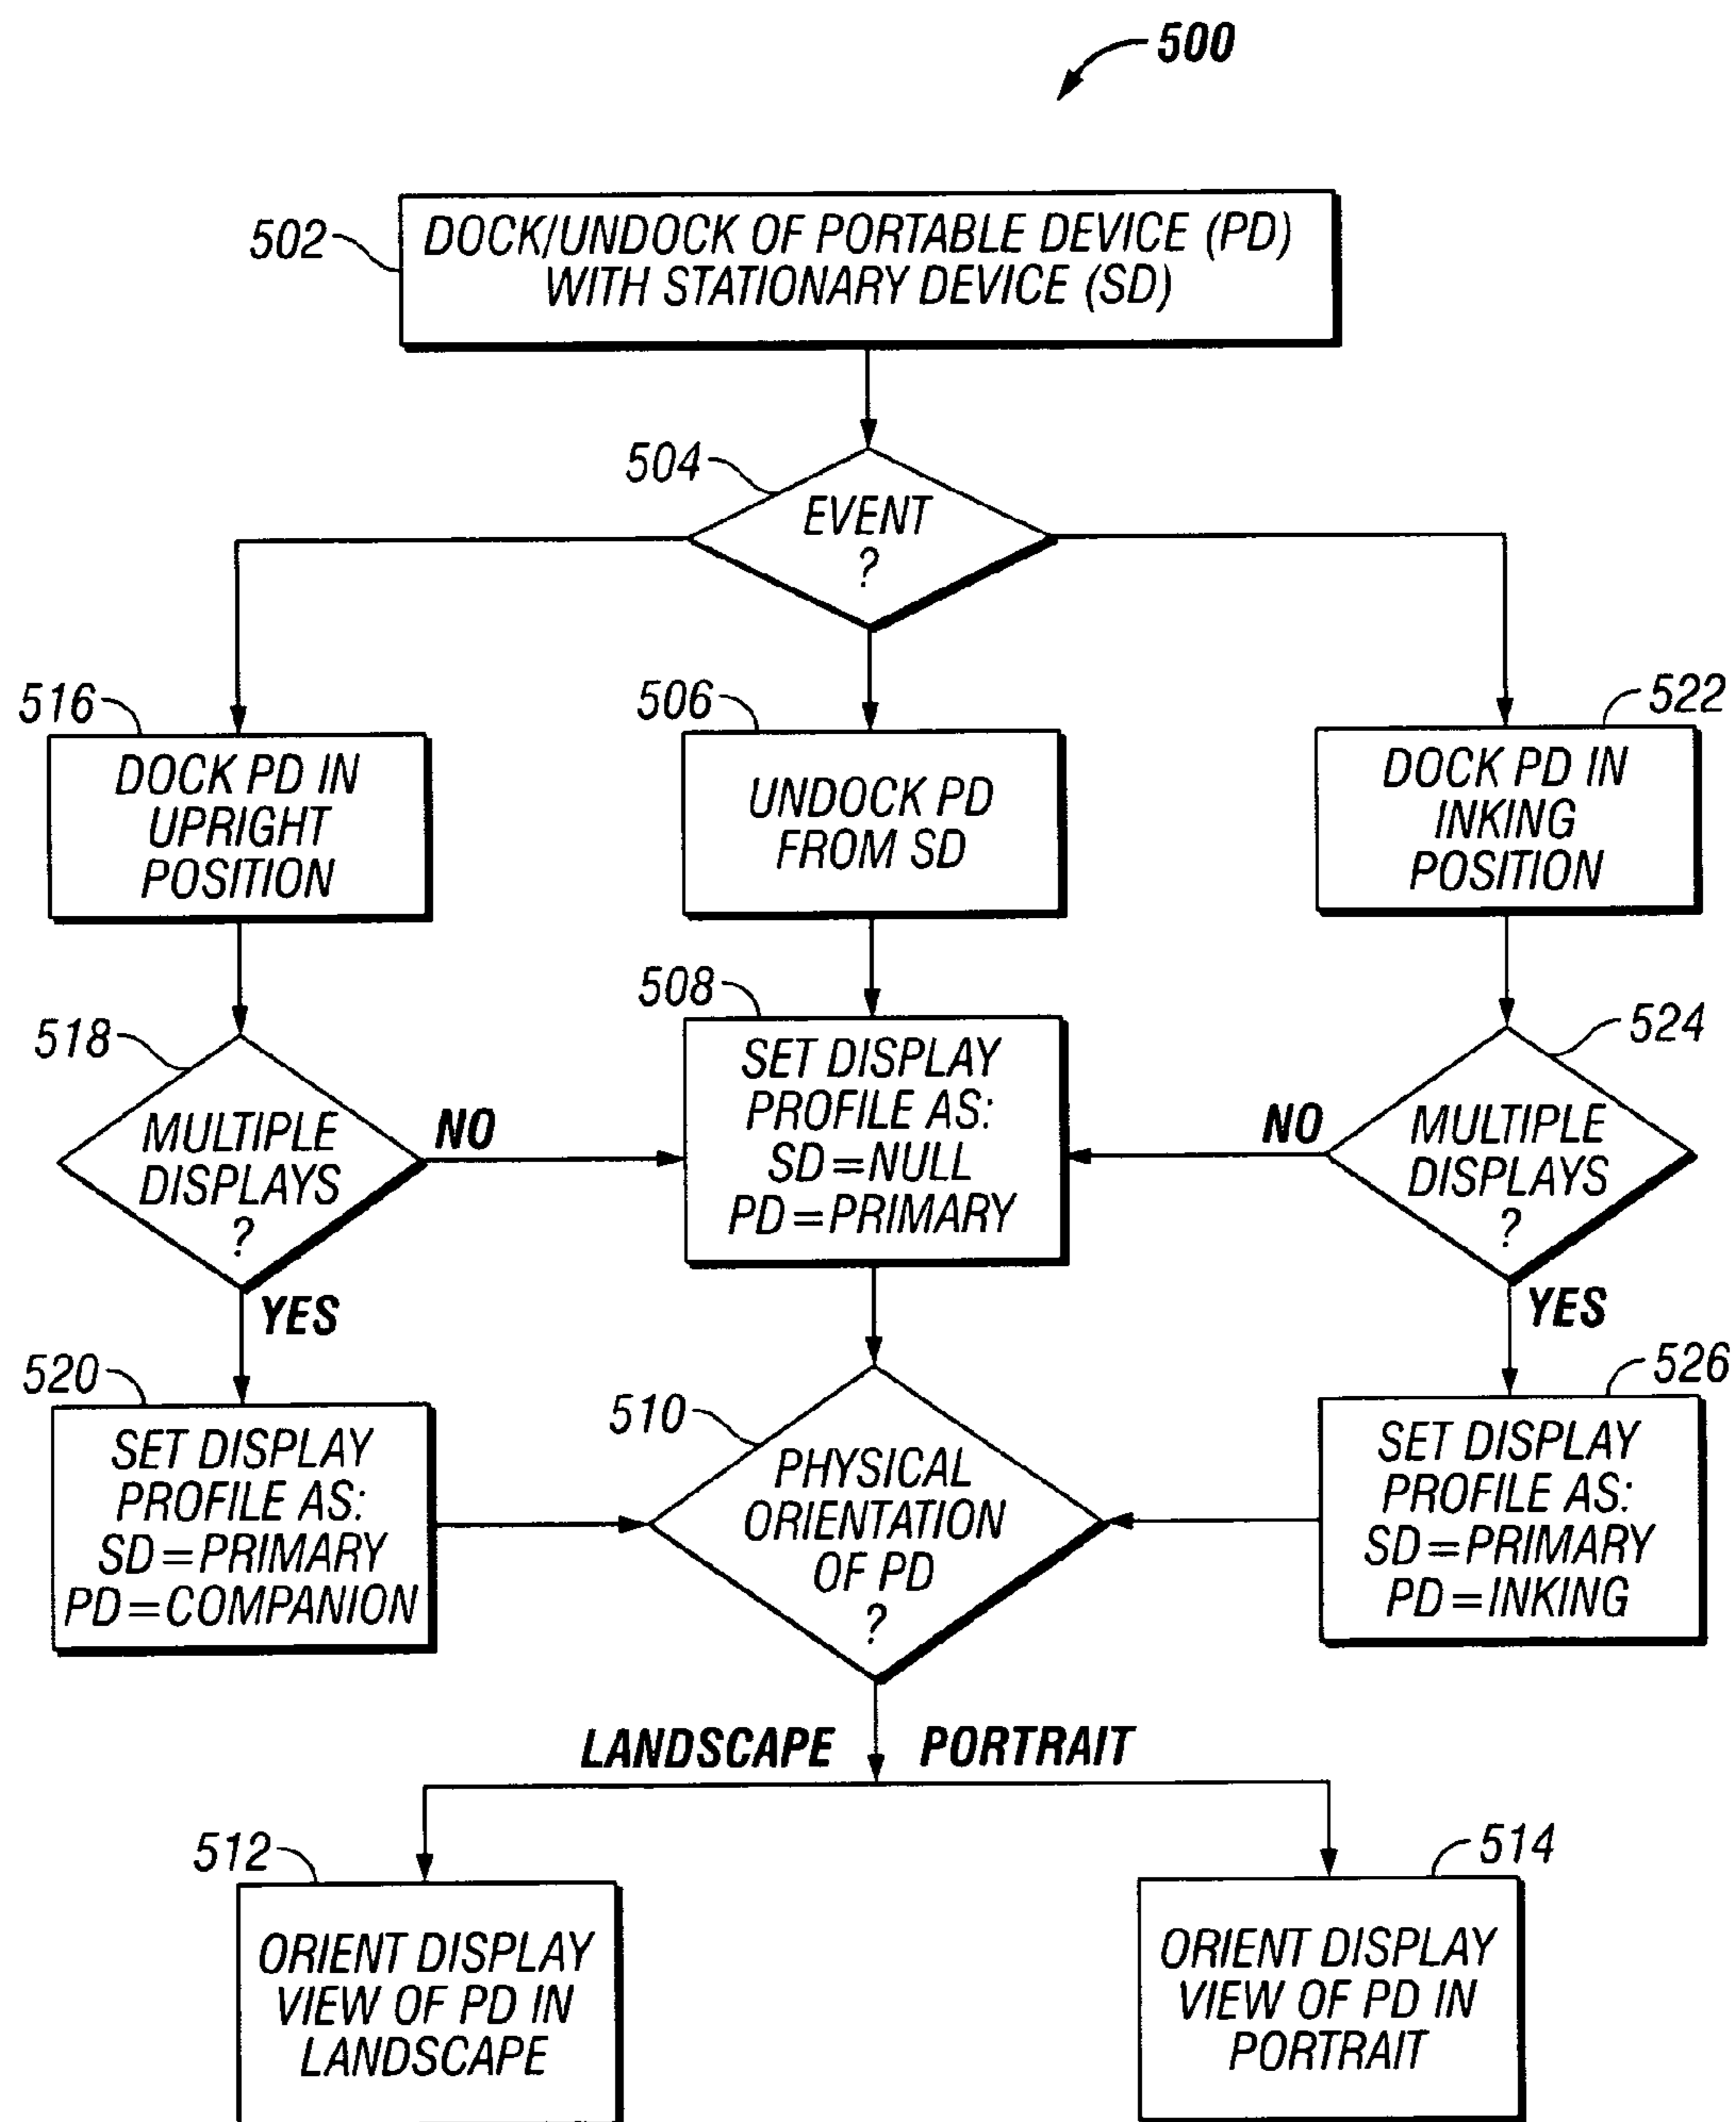 500
502
DOCK/UNDOCK OF PORTABLE DEVICE (PD)
WITH STATIONARY DEVICE (SD)
504
EVENT
?
516
DOCK PD IN
UPRIGHT
POSITION
506
UNDOCK PD
FROM SD
522
DOCK PD IN
INKING
POSITION
518
MULTIPLE
DISPLAYS
?
NO
YES
508
SET DISPLAY
PROFILE AS:
SD=NULL
PD=PRIMARY
524
MULTIPLE
DISPLAYS
?
NO
YES
520
SET DISPLAY
PROFILE AS:
SD=PRIMARY
PD=COMPANION
510
PHYSICAL
ORIENTATION
OF PD
?
526
SET DISPLAY
PROFILE AS:
SD=PRIMARY
PD=INKING
LANDSCAPE
PORTRAIT
512
ORIENT DISPLAY
VIEW OF PD IN
LANDSCAPE
514
ORIENT DISPLAY
VIEW OF PD IN
PORTRAIT